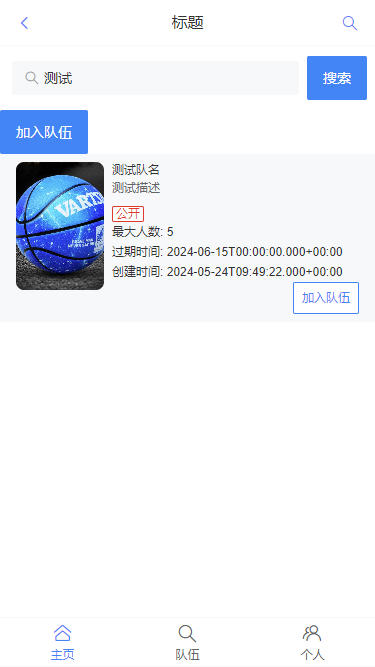 标题
测试
搜索
加入队伍
VARTU
测试队名
测试描述
公开
最大人数: 5
过期时间: 2024-06-15T00:00:00.000+00:00
创建时间: 2024-05-24T09:49:22.000+00:00
加入队伍
主页
队伍
个人